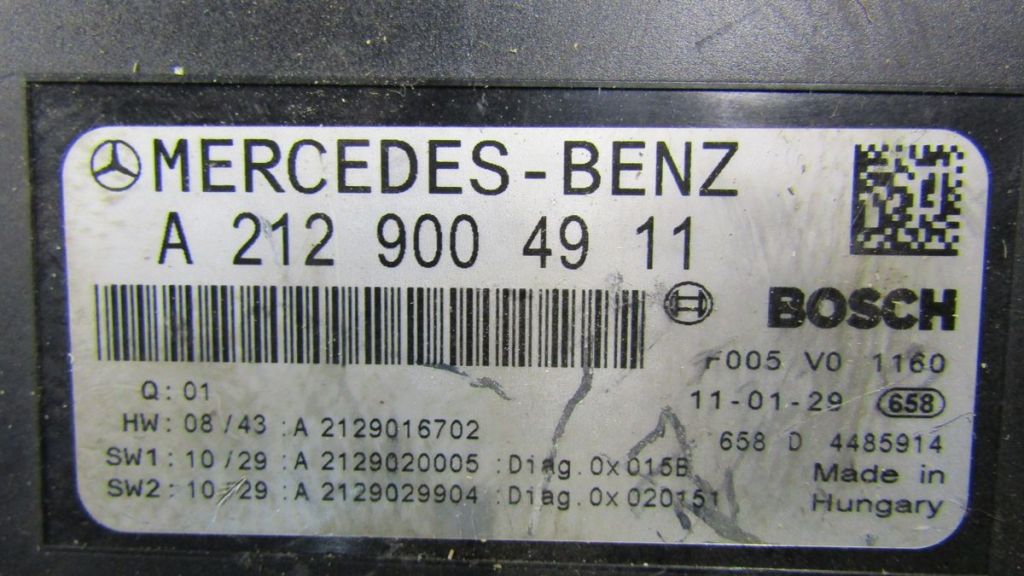 MERCEDES-BENZ
A 212 900 49 11
BOSCH
F005 V0 1160
Q: 01
11-01-29 658
HW: 08/43 :A 2129016702
658 D 4485914
SW1: 10/29 :A 2129020005 :Diag.0x015B
Made in
SW2: 10/29 :A 2129029904 :Diag.0x020151
Hungary